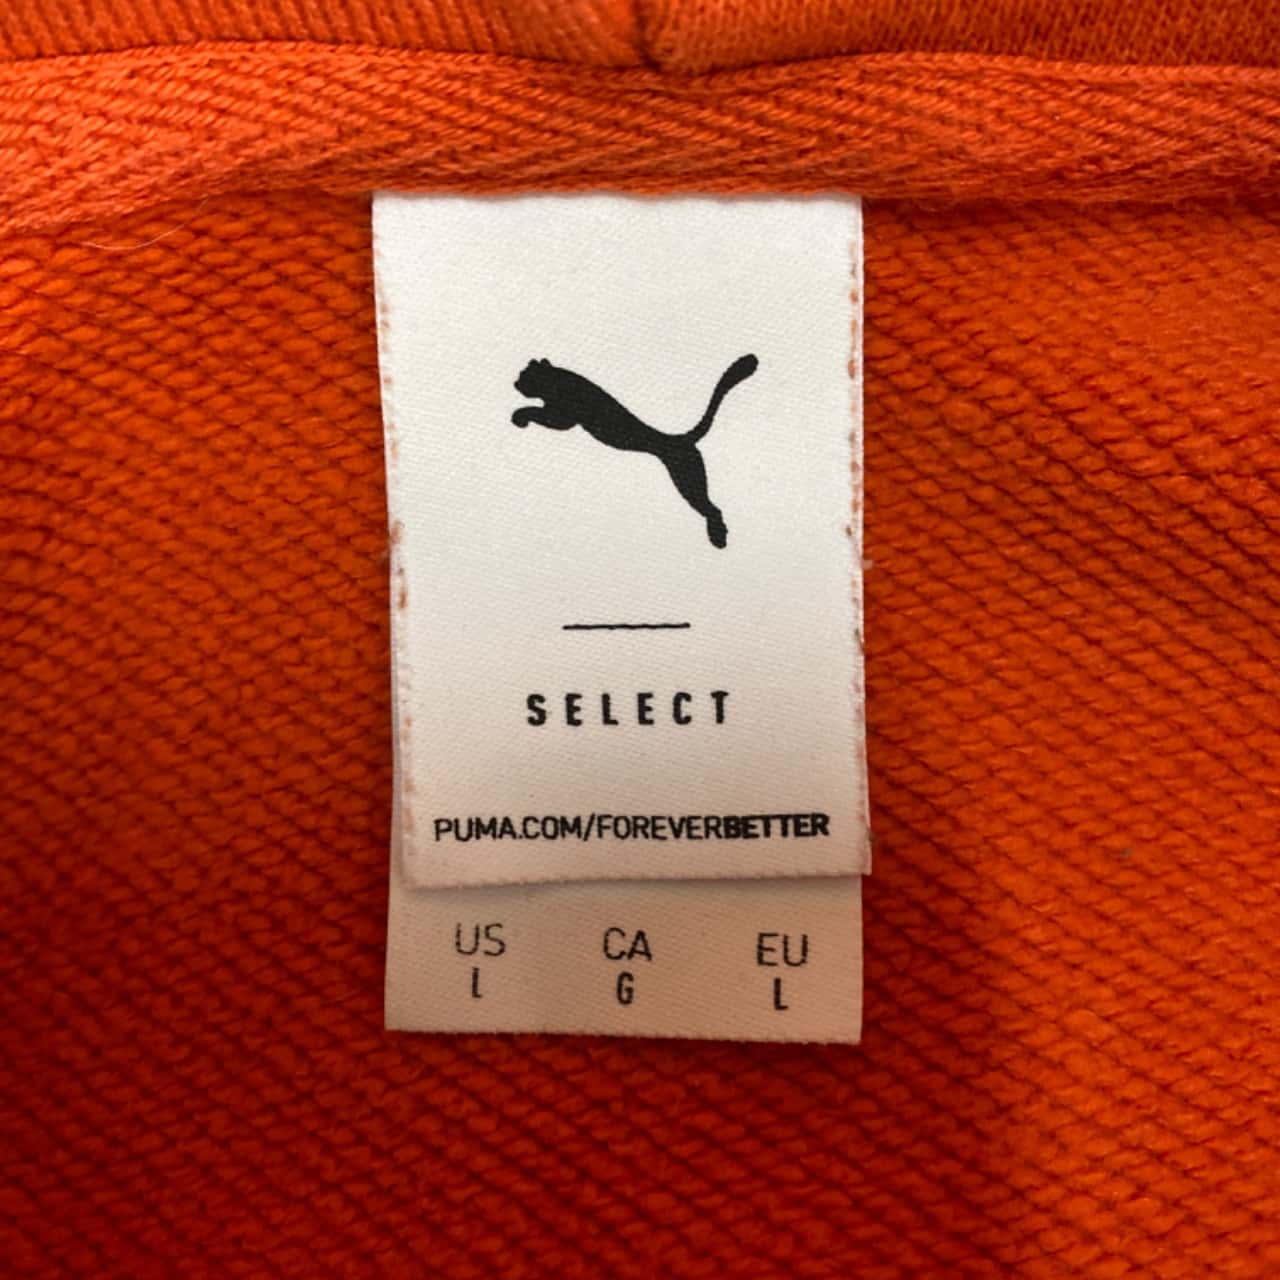 SELECT
PUMA.COM/FOREVERBETTER
US CA EU
L G L